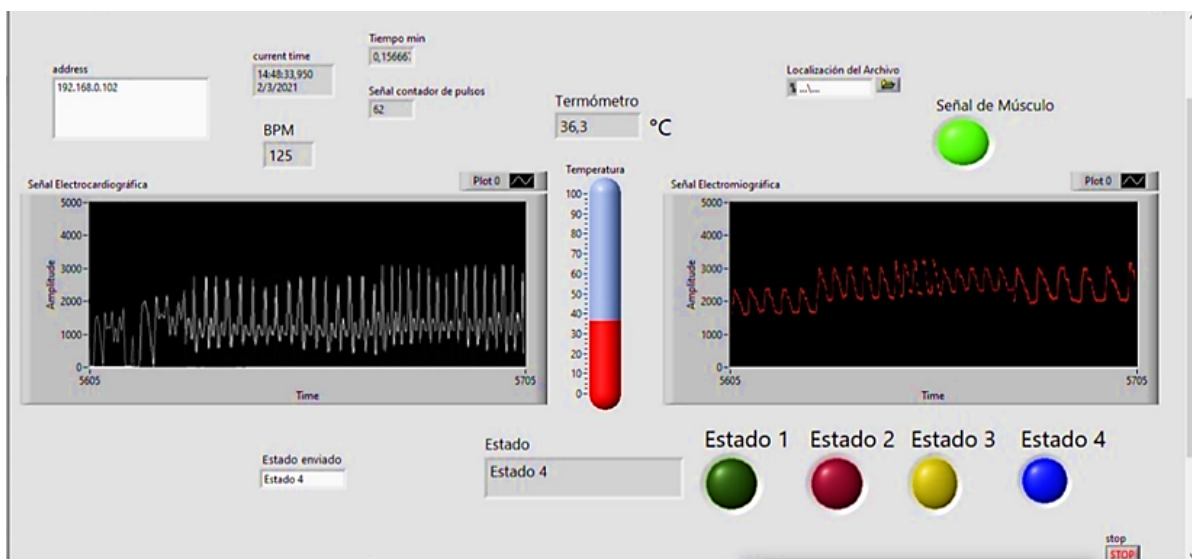 Tiempo min
0,15666
address
192.168.0.102
current time
14:48:33,950
2/3/2021
Señal contador de pulsos
62
BPM
125
Termómetro
36,3 °C
Localización del Archivo
...\...
Señal de Músculo
Señal Electrocardiográfica
Plot 0
5000
4000
3000
2000
1000
0
Amplitude
5605
5705
Time
Temperatura
100
90
80
70
60
50
40
30
20
10
0
Señal Electromiográfica
Plot 0
5000
4000
3000
2000
1000
0
Amplitude
5605
5705
Time
Estado enviado
Estado 4
Estado
Estado 4
Estado 1
Estado 2
Estado 3
Estado 4
stop
STOP